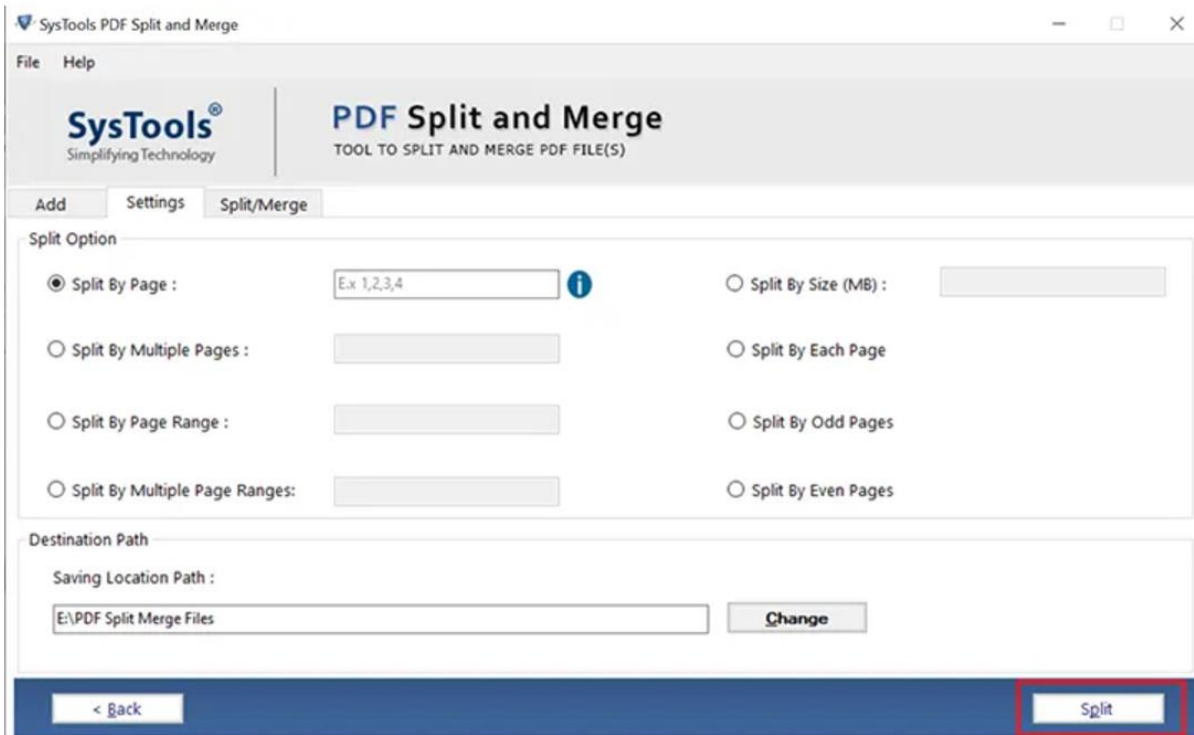 SysTools PDF Split and Merge
File Help
SysTools®
Simplifying Technology
PDF Split and Merge
TOOL TO SPLIT AND MERGE PDF FILE(S)
Add Settings Split/Merge
Split Option
Split By Page : E.x 1,2,3,4 i Split By Size (MB) :
Split By Multiple Pages : Split By Each Page
Split By Page Range : Split By Odd Pages
Split By Multiple Page Ranges: Split By Even Pages
Destination Path
Saving Location Path :
E:\PDF Split Merge Files Change
< Back Split